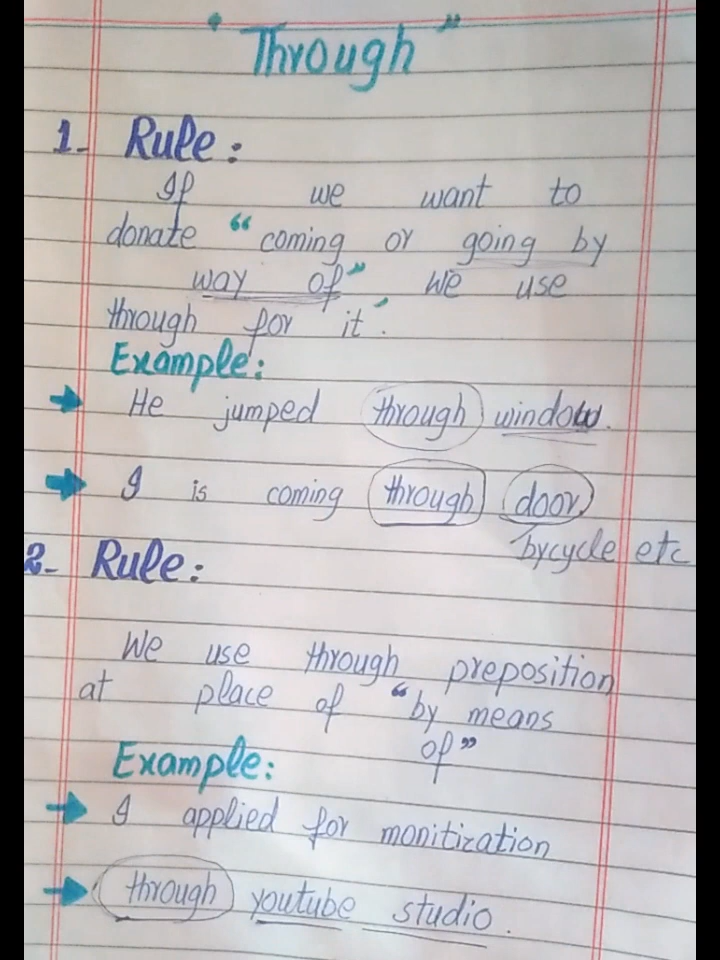 "Through"
1- Rule:
If we want to
donate "coming or going by
way of" we use
through for it'.
Example:
He jumped through window.
I is coming through door,
bycycle etc
2- Rule:
We use through preposition
at place of "by means
of"
Example:
I applied for monitization
through youtube studio.